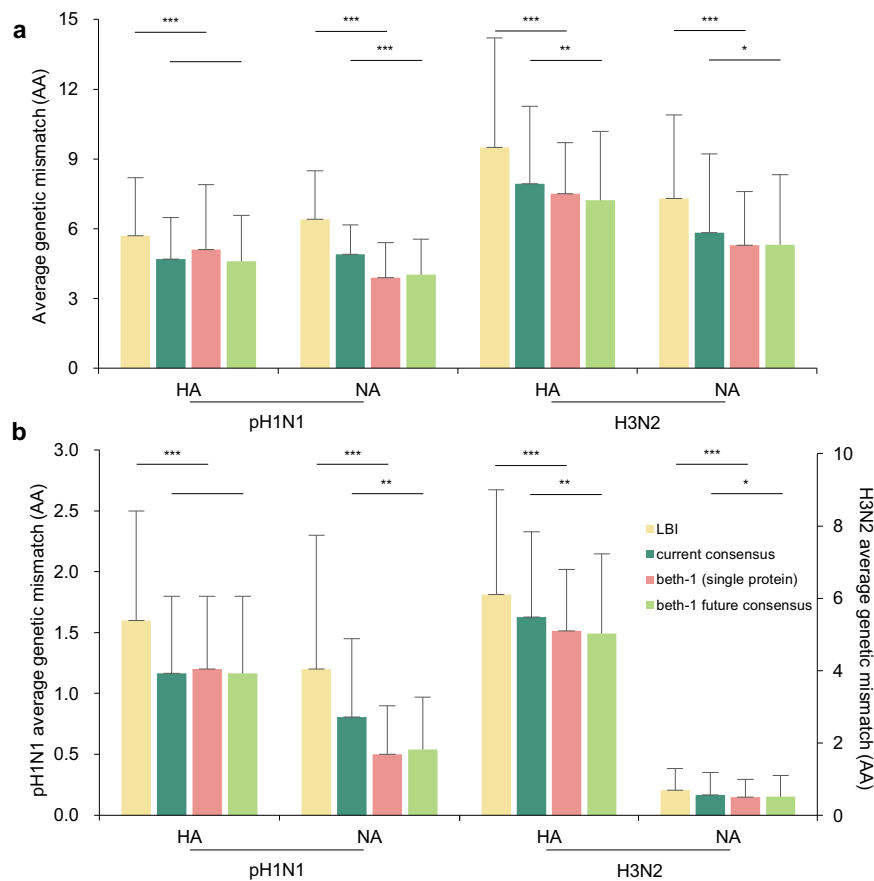 a
Average genetic mismatch (AA)
15
12
9
6
3
0
***
***
***
**
***
***
*
HA
NA
HA
NA
pH1N1
H3N2
b
pH1N1 average genetic mismatch (AA)
3.0
2.5
2.0
1.5
1.0
0.5
0.0
***
***
**
***
**
***
*
LBI
current consensus
beth-1 (single protein)
beth-1 future consensus
10
8
6
4
2
0
H3N2 average genetic mismatch (AA)
HA
NA
HA
NA
pH1N1
H3N2